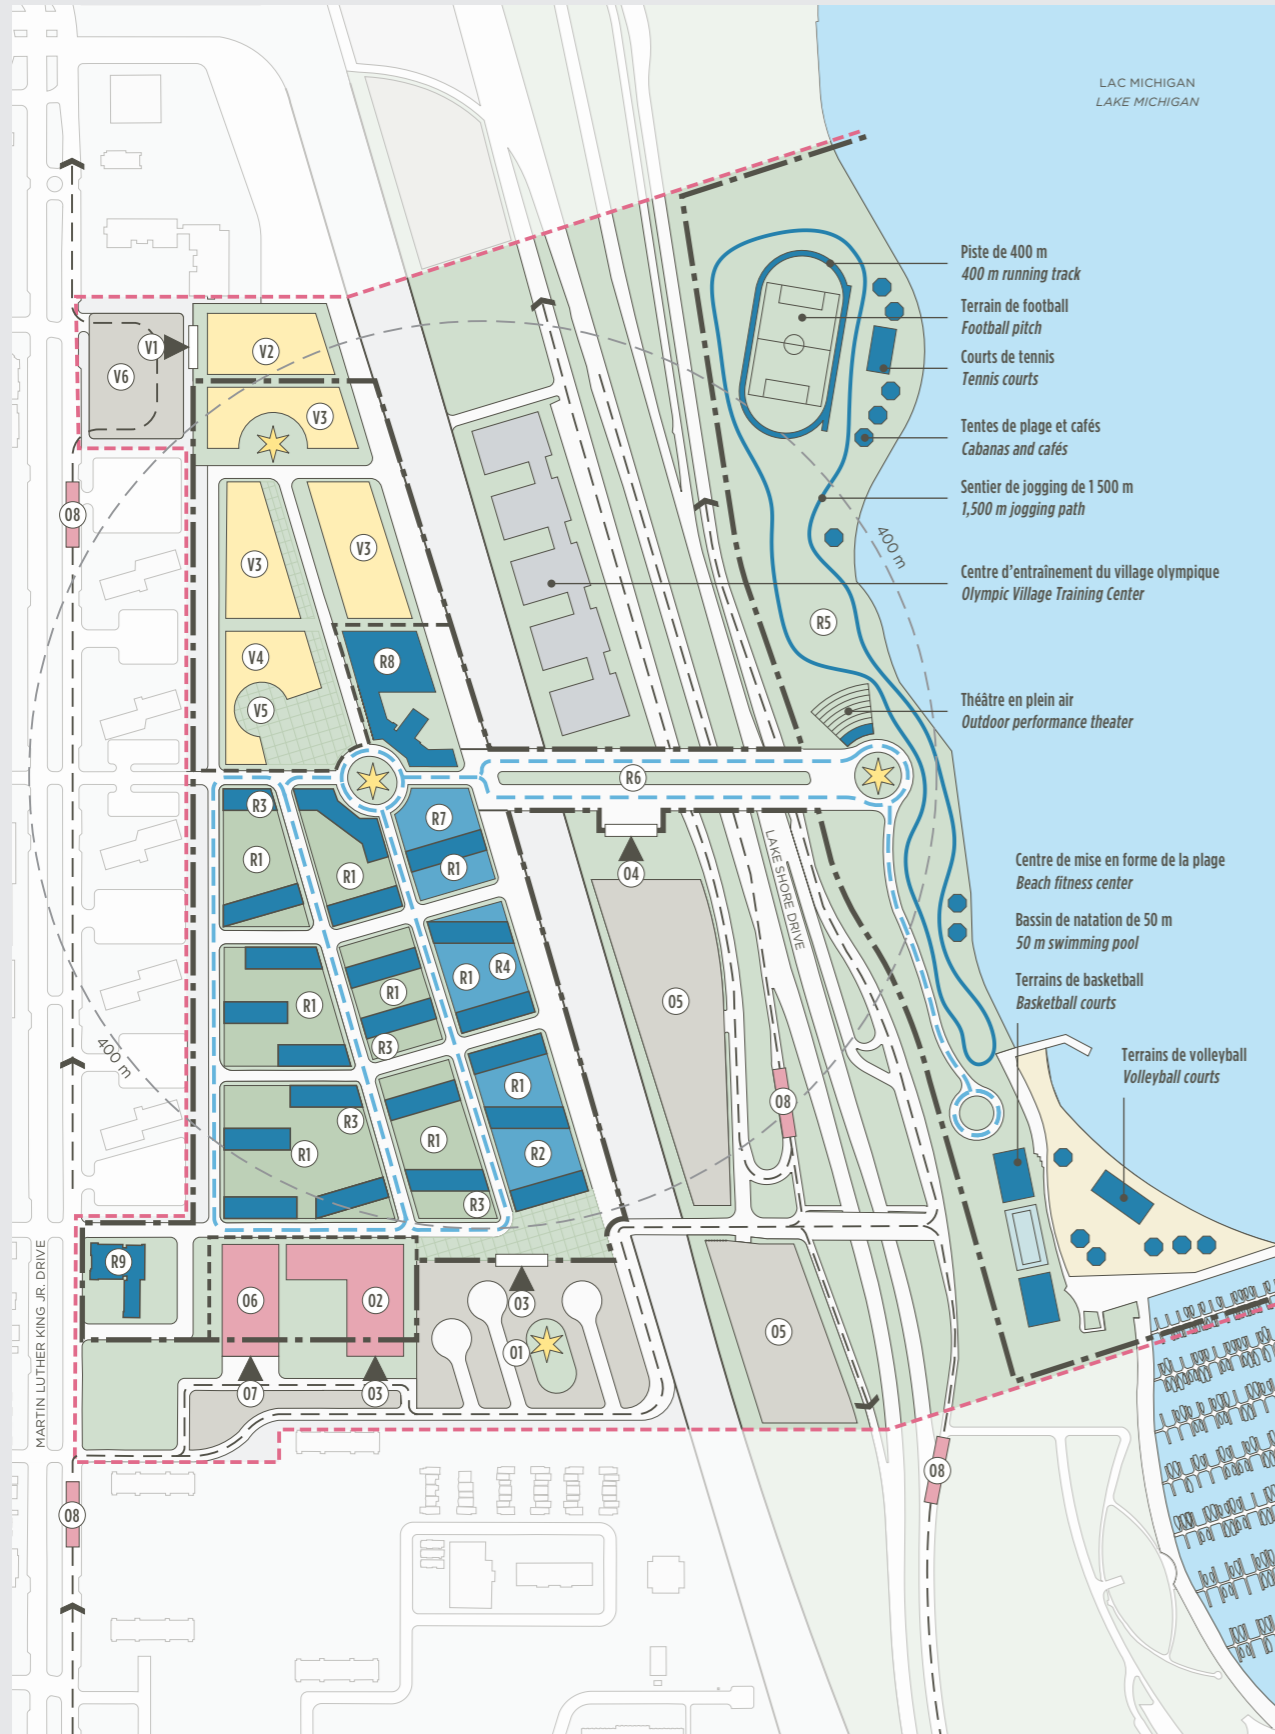 LAC MICHIGAN
LAKE MICHIGAN
Piste de 400 m
400 m running track
Terrain de football
Football pitch
Courts de tennis
Tennis courts
Tentes de plage et cafés
Cabanas and cafés
Sentier de jogging de 1 500 m
1,500 m jogging path
400 m
Centre d'entraînement du village olympique
Olympic Village Training Center
Théâtre en plein air
Outdoor performance theater
Centre de mise en forme de la plage
Beach fitness center
Bassin de natation de 50 m
50 m swimming pool
Terrains de basketball
Basketball courts
Terrains de volleyball
Volleyball courts
V1
V2
V6
V3
08
V3
V3
V4
R8
V5
R5
R6
R3
R7
R1
R1
R1
04
LAKE SHORE DRIVE
R1
R4
R1
R1
05
R3
400 m
R1
08
R3
R1
R1
R2
R3
R9
06
02
03
01
05
07
03
MARTIN LUTHER KING JR. DRIVE
08
08